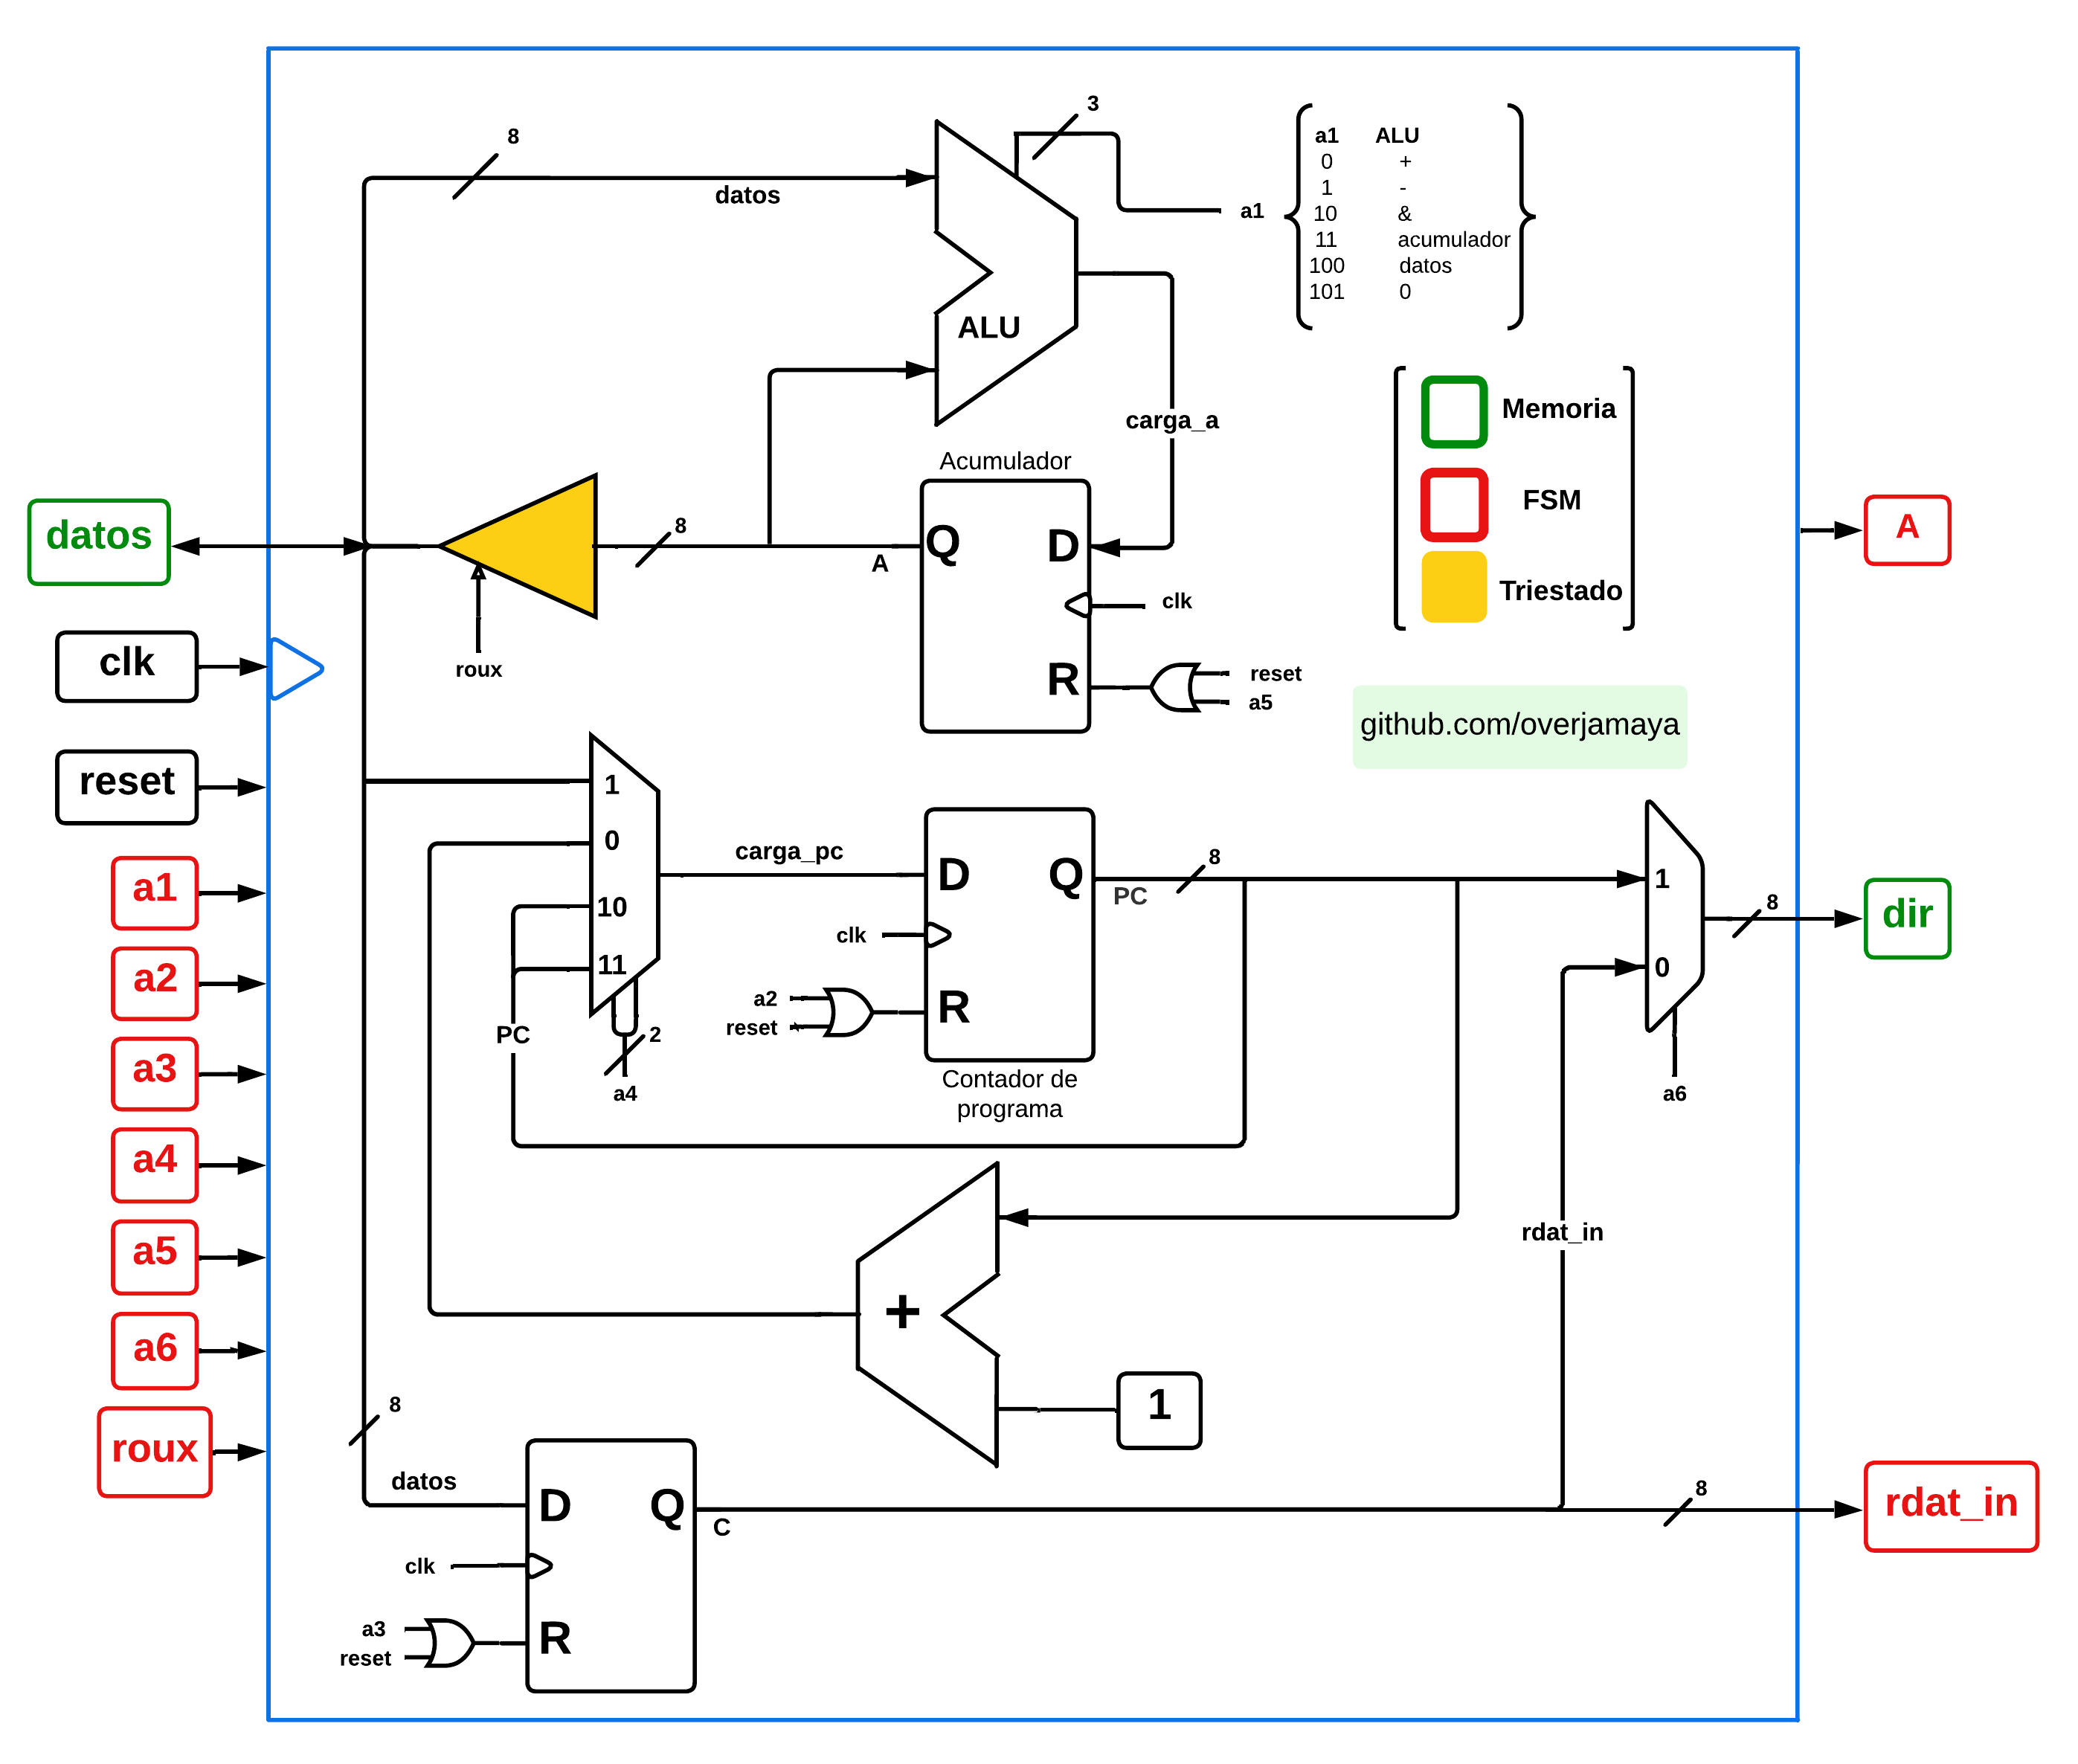 3
8
datos
a1
a1 ALU
0 +
1 -
10 &
11 acumulador
100 datos
101 0
ALU
carga_a
Memoria
FSM
Triestado
Acumulador
Q
D
R
A
8
clk
reset
a5
roux
github.com/overjamaya
datos
clk
reset
a1
a2
a3
a4
a5
a6
roux
A
dir
rdat_in
1
0
10
11
2
a4
PC
carga_pc
D
Q
R
clk
a2
reset
Contador de
programa
PC
8
1
0
8
a6
rdat_in
+
1
8
datos
D
Q
R
C
clk
a3
reset
8